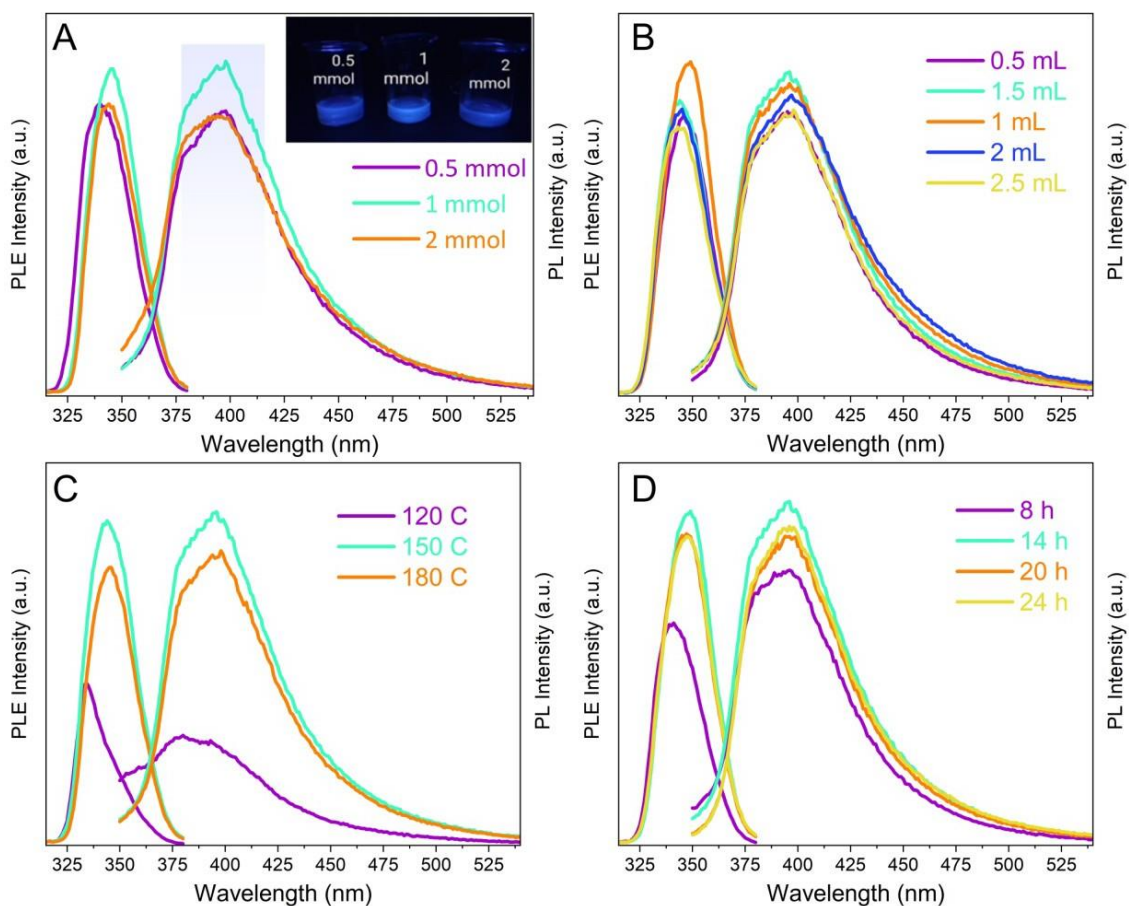 A
0.5 mmol
1 mmol
2 mmol
0.5 mmol
1 mmol
2 mmol
PLE Intensity (a.u.)
PL Intensity (a.u.)
325 350 375 400 425 450 475 500 525
Wavelength (nm)
B
0.5 mL
1.5 mL
1 mL
2 mL
2.5 mL
PLE Intensity (a.u.)
PL Intensity (a.u.)
325 350 375 400 425 450 475 500 525
Wavelength (nm)
C
120 C
150 C
180 C
PLE Intensity (a.u.)
PL Intensity (a.u.)
325 350 375 400 425 450 475 500 525
Wavelength (nm)
D
8 h
14 h
20 h
24 h
PLE Intensity (a.u.)
PL Intensity (a.u.)
325 350 375 400 425 450 475 500 525
Wavelength (nm)